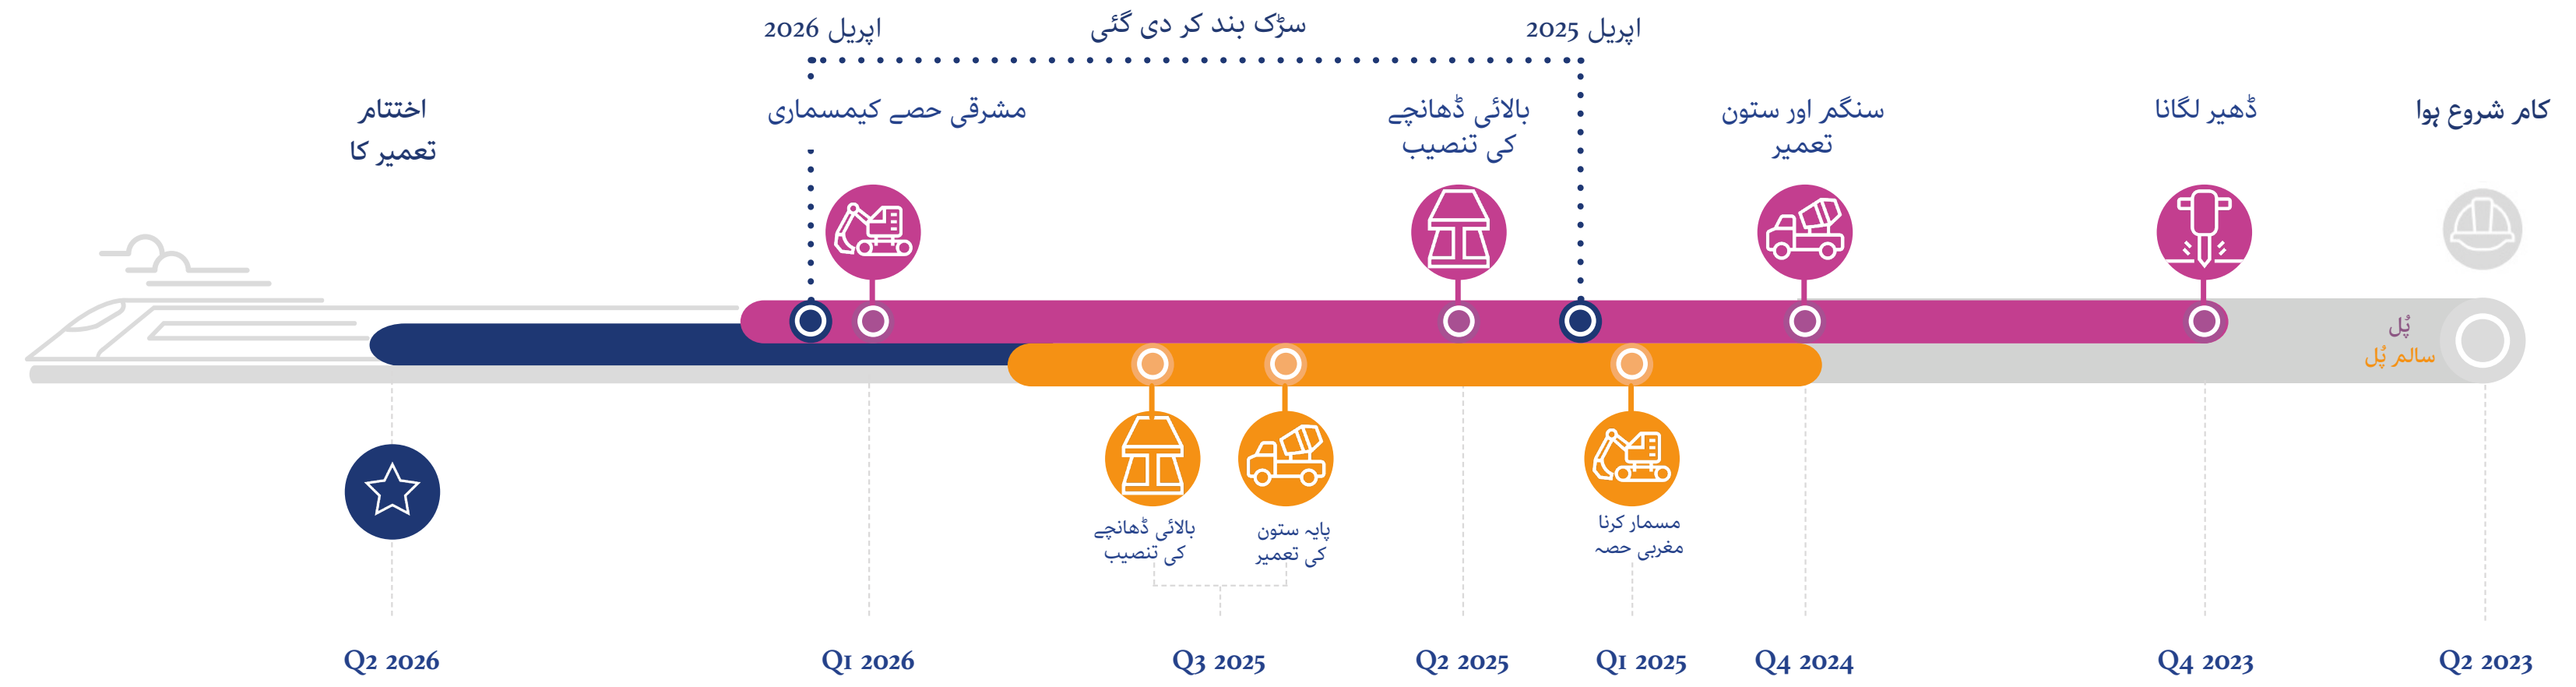 اپریل 2025
سڑک بند کر دی گئی
اپریل 2026
کام شروع ہوا
ڈھیر لگانا
سنگم اور ستون
تعمیر
بالائی ڈھانچے
کی تنصیب
مشرقی حصے کیمسماری
اختتام
تعمیر کا
پُل
سالم پُل
مسمار کرنا
مغربی حصہ
پایہ ستون
کی تعمیر
بالائی ڈھانچے
کی تنصیب
Q2 2023
Q4 2023
Q4 2024
Q1 2025
Q2 2025
Q3 2025
Q1 2026
Q2 2026